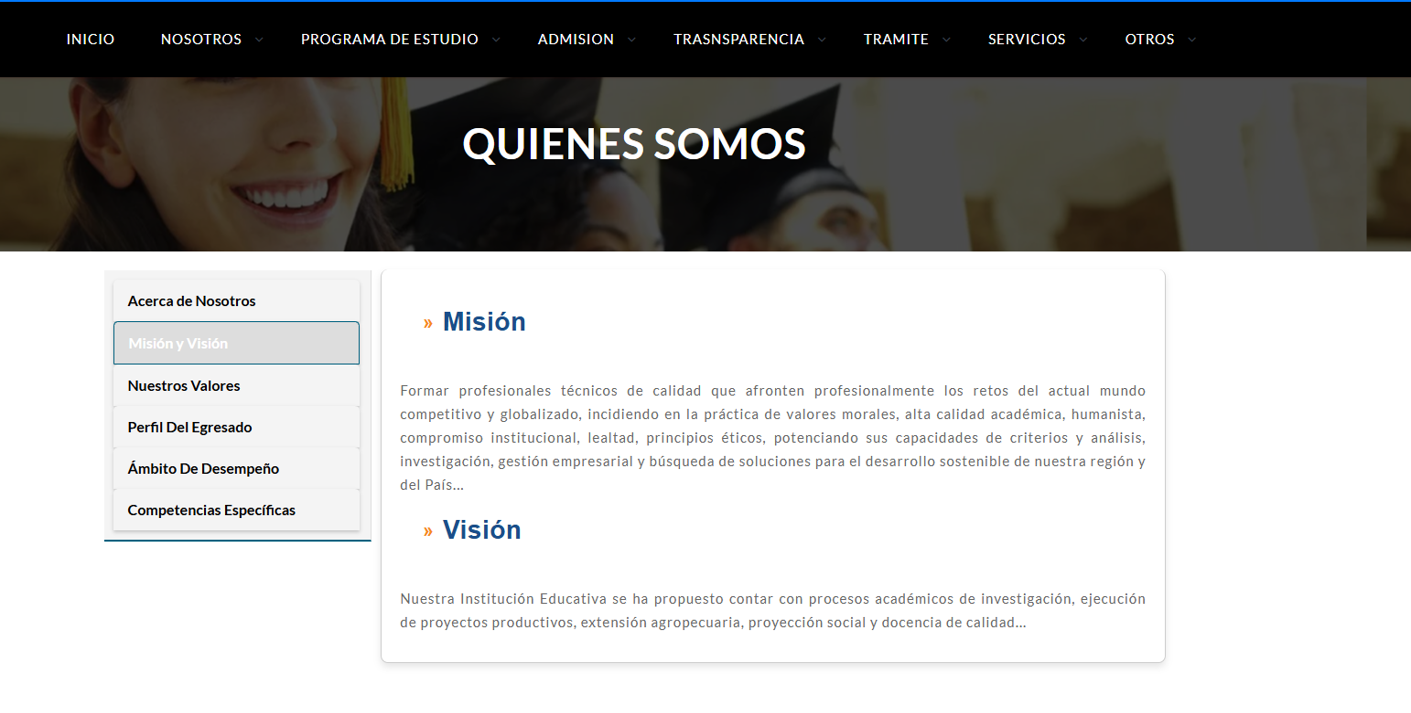 INICIO NOSOTROS PROGRAMA DE ESTUDIO ADMISION TRASNSPARENCIA TRAMITE SERVICIOS OTROS
QUIENES SOMOS
Acerca de Nosotros
Misión y Visión
Nuestros Valores
Perfil Del Egresado
Ámbito De Desempeño
Competencias Específicas
» Misión
Formar profesionales técnicos de calidad que afronten profesionalmente los retos del actual mundo
competitivo y globalizado, incidiendo en la práctica de valores morales, alta calidad académica, humanista,
compromiso institucional, lealtad, principios éticos, potenciando sus capacidades de criterios y análisis,
investigación, gestión empresarial y búsqueda de soluciones para el desarrollo sostenible de nuestra región y
del País...
» Visión
Nuestra Institución Educativa se ha propuesto contar con procesos académicos de investigación, ejecución
de proyectos productivos, extensión agropecuaria, proyección social y docencia de calidad...